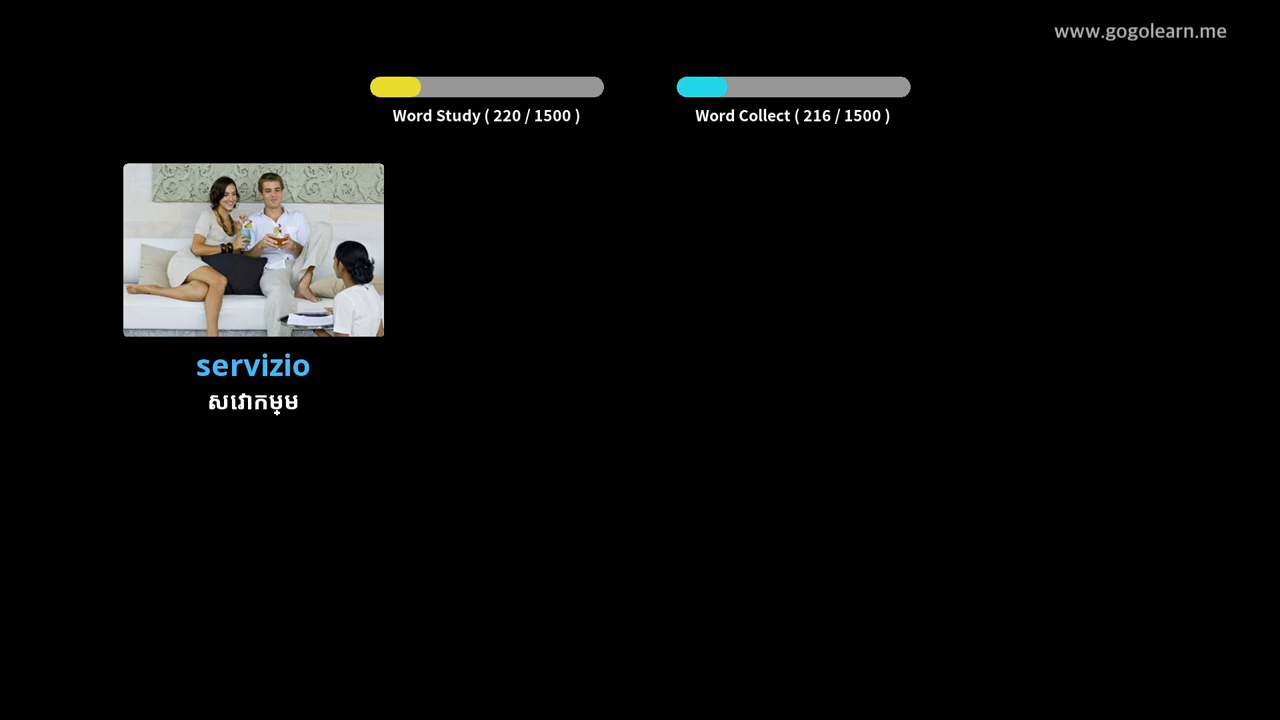 www.gogolearn.me
Word Study ( 220 / 1500 )
Word Collect ( 216 / 1500 )
servizio
សេវាកម្ម